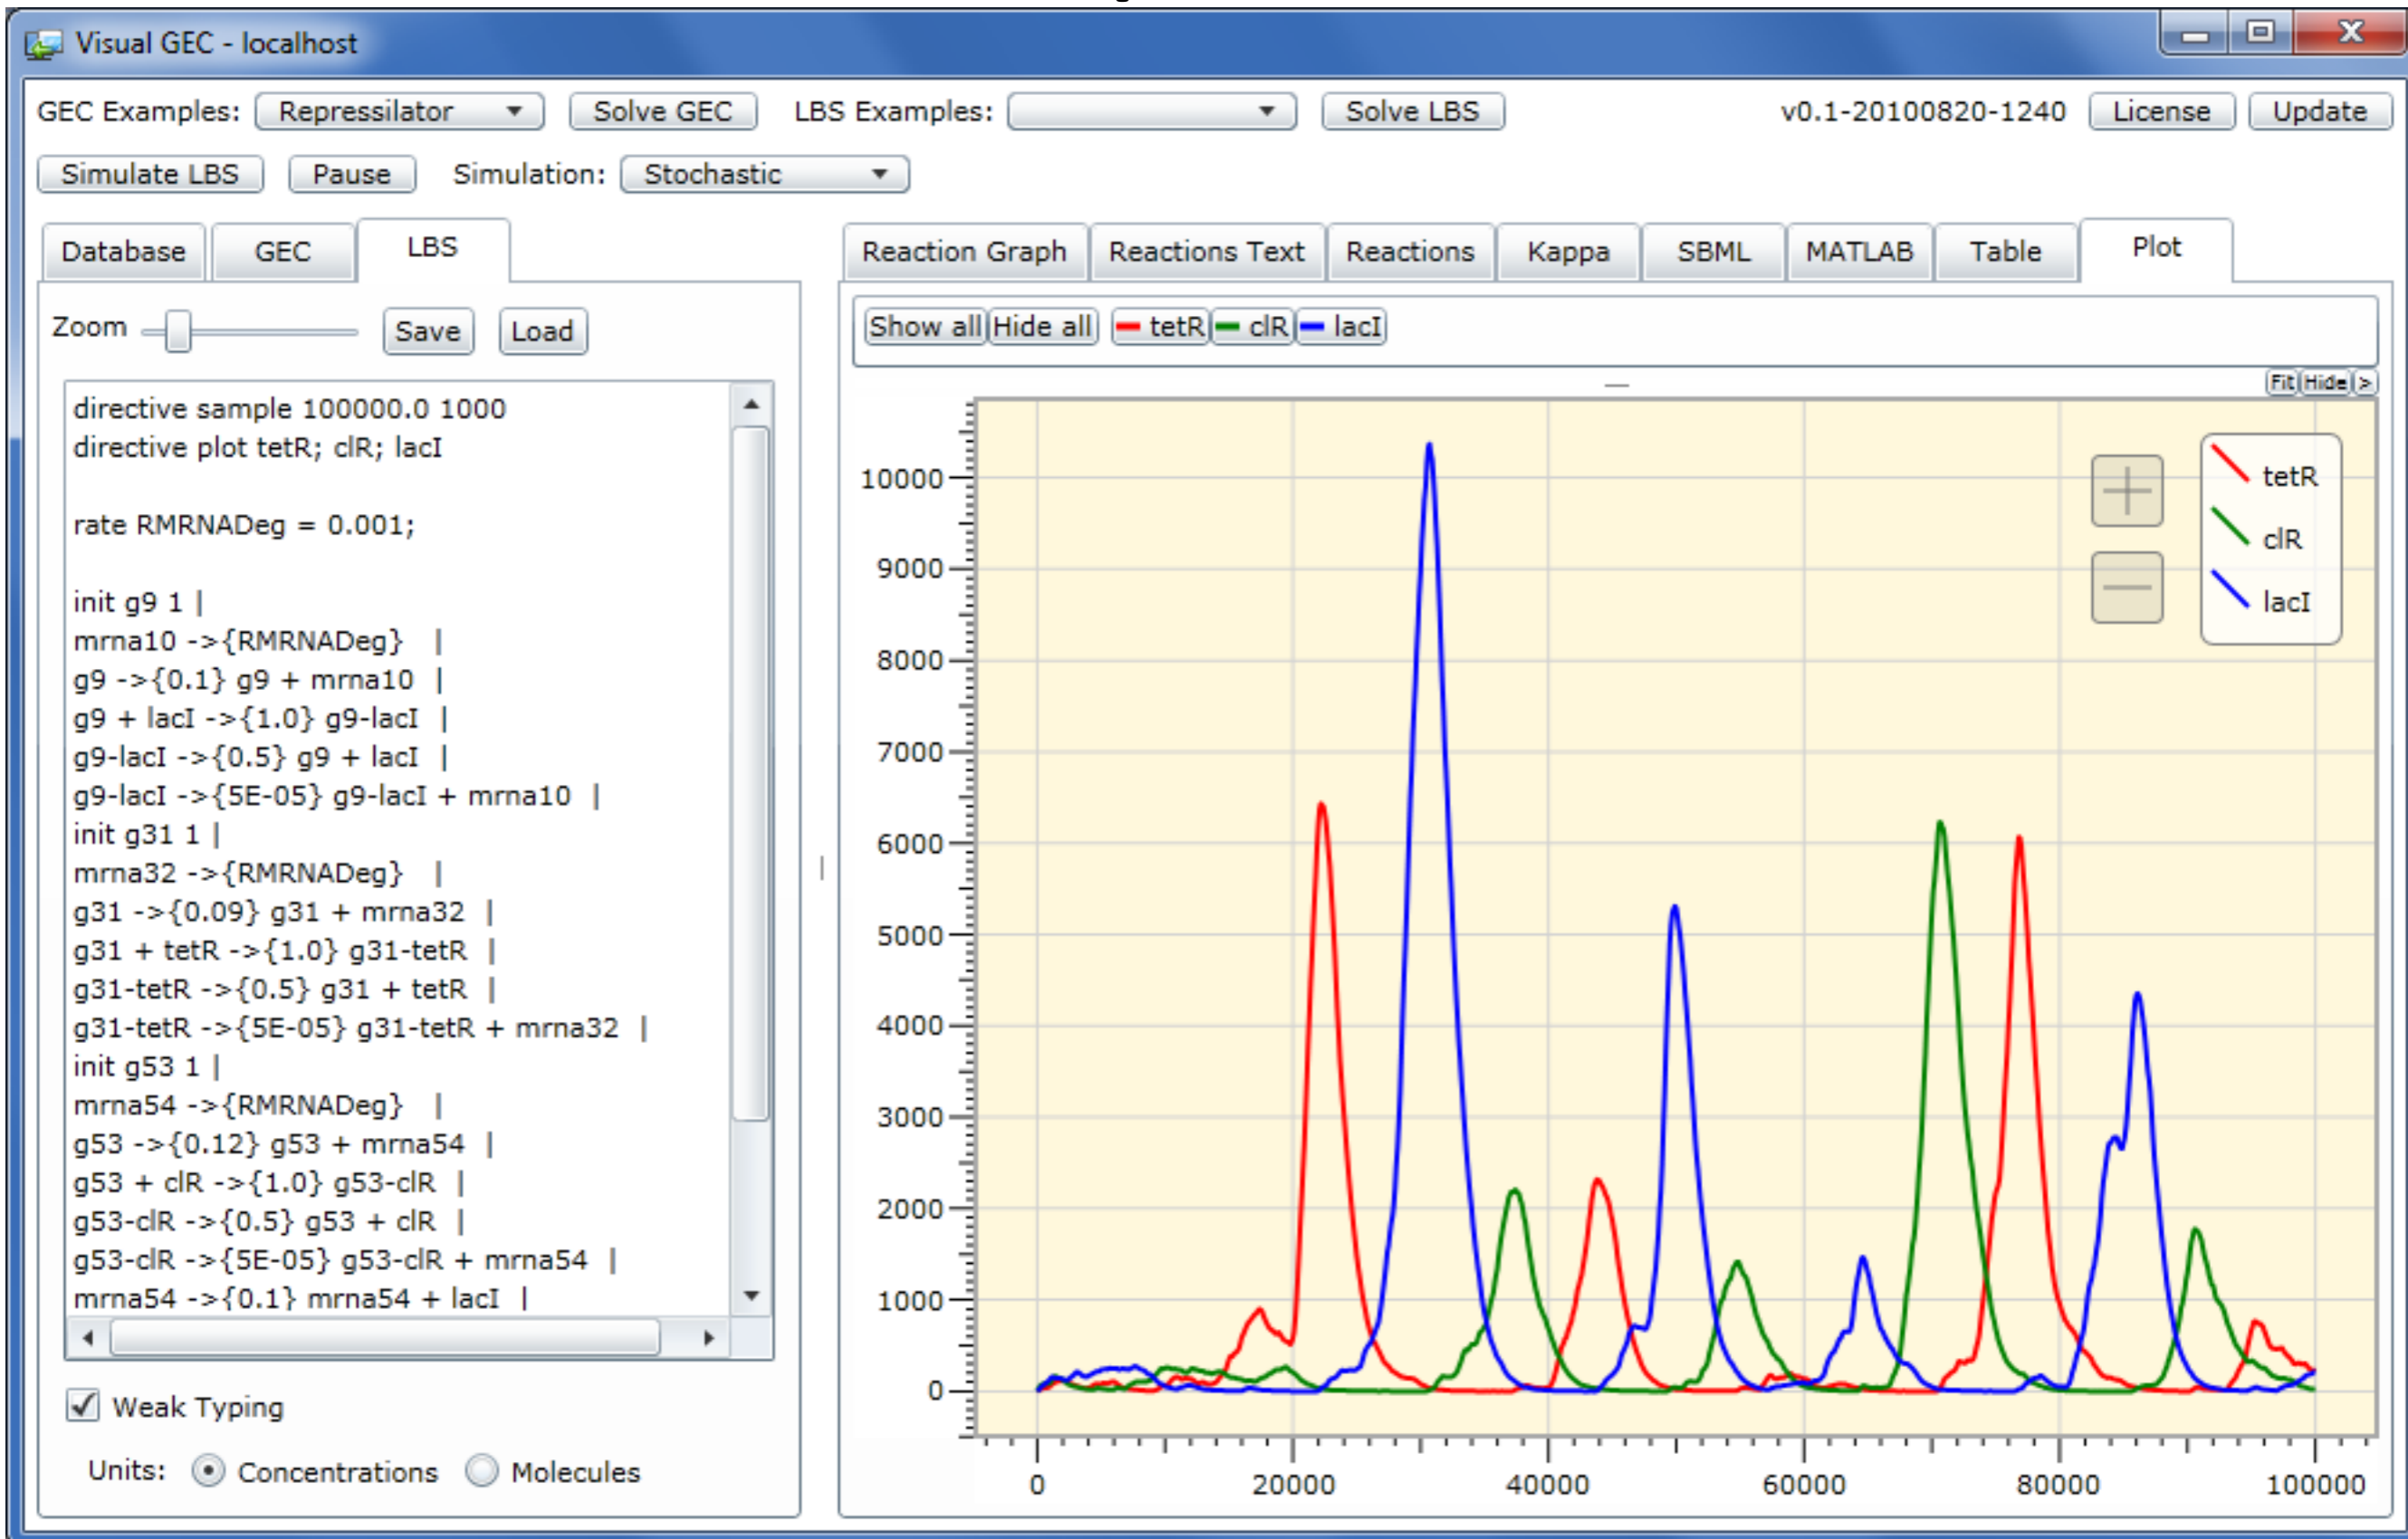 Visual GEC - localhost
GEC Examples: Repressilator Solve GEC LBS Examples: Solve LBS v0.1-20100820-1240 License Update
Simulate LBS Pause Simulation: Stochastic
Database GEC LBS
Zoom Save Load
directive sample 100000.0 1000
directive plot tetR; clR; lacI
rate RMRNADeg = 0.001;
init g9 1 |
mrna10 ->{RMRNADeg} |
g9 ->{0.1} g9 + mrna10 |
g9 + lacI ->{1.0} g9-lacI |
g9-lacI ->{0.5} g9 + lacI |
g9-lacI ->{5E-05} g9-lacI + mrna10 |
init g31 1 |
mrna32 ->{RMRNADeg} |
g31 ->{0.09} g31 + mrna32 |
g31 + tetR ->{1.0} g31-tetR |
g31-tetR ->{0.5} g31 + tetR |
g31-tetR ->{5E-05} g31-tetR + mrna32 |
init g53 1 |
mrna54 ->{RMRNADeg} |
g53 ->{0.12} g53 + mrna54 |
g53 + clR ->{1.0} g53-clR |
g53-clR ->{0.5} g53 + clR |
g53-clR ->{5E-05} g53-clR + mrna54 |
mrna54 ->{0.1} mrna54 + lacI |
Weak Typing
Units: Concentrations Molecules
Reaction Graph Reactions Text Reactions Kappa SBML MATLAB Table Plot
Show all Hide all tetR clR lacI
Fit Hide >
10000
9000
8000
7000
6000
5000
4000
3000
2000
1000
0
0 20000 40000 60000 80000 100000
tetR
clR
lacI